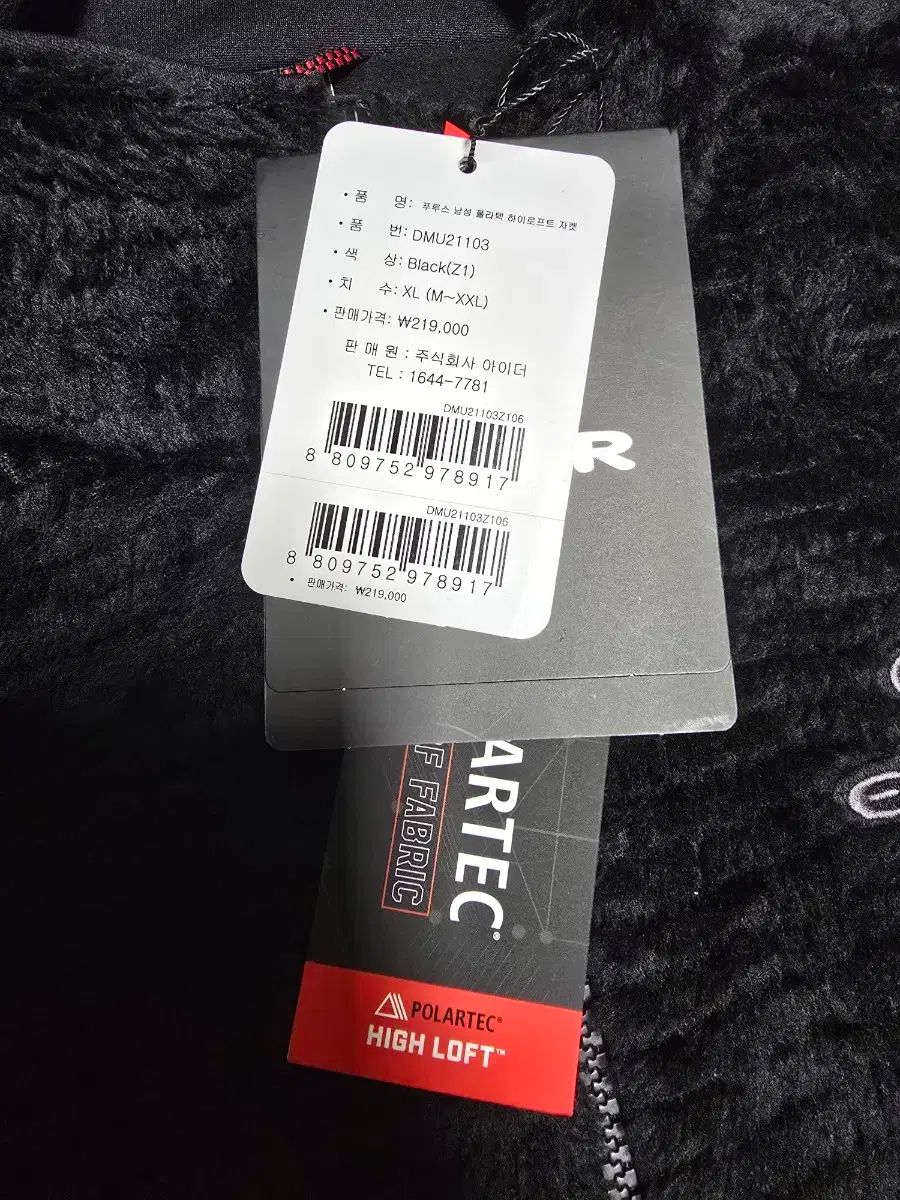 • 품 명: 푸루스 남성 폴라텍 하이로프트 자켓
• 품 번: DMU21103
• 색 상: Black(Z1)
• 치 수: XL (M~XXL)
• 판매가격: ₩219,000
판 매 원 : 주식회사 아이더
TEL : 1644-7781
DMU21103Z106
8 809752 978917
DMU21103Z106
8 809752 978917
• 판매가격: ₩219,000
R
ARTEC®
OF FABRIC
POLARTEC®
HIGH LOFT™